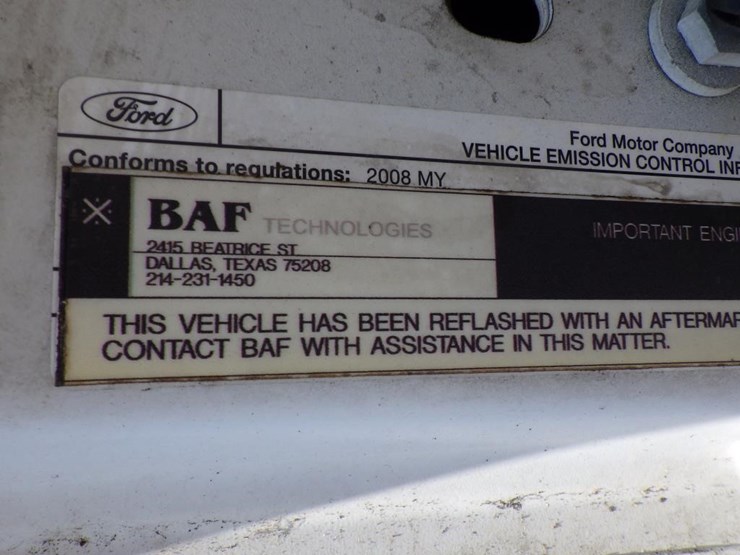 Ford
Ford Motor Company
VEHICLE EMISSION CONTROL INF
Conforms to regulations: 2008 MY
BAF TECHNOLOGIES
2415 BEATRICE ST
DALLAS, TEXAS 75208
214-231-1450
IMPORTANT ENGI
THIS VEHICLE HAS BEEN REFLASHED WITH AN AFTERMAR
CONTACT BAF WITH ASSISTANCE IN THIS MATTER.